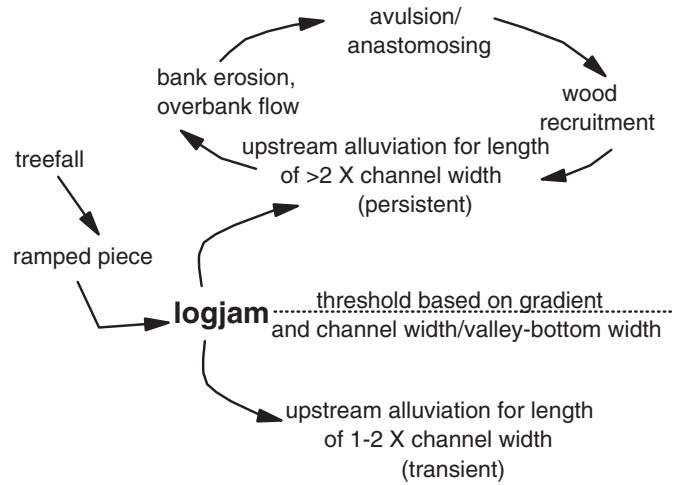 avulsion/
anastomosing
bank erosion,
overbank flow
wood
recruitment
upstream alluviation for length
of >2 X channel width
(persistent)
treefall
ramped piece
logjam
threshold based on gradient
and channel width/valley-bottom width
upstream alluviation for length
of 1-2 X channel width
(transient)